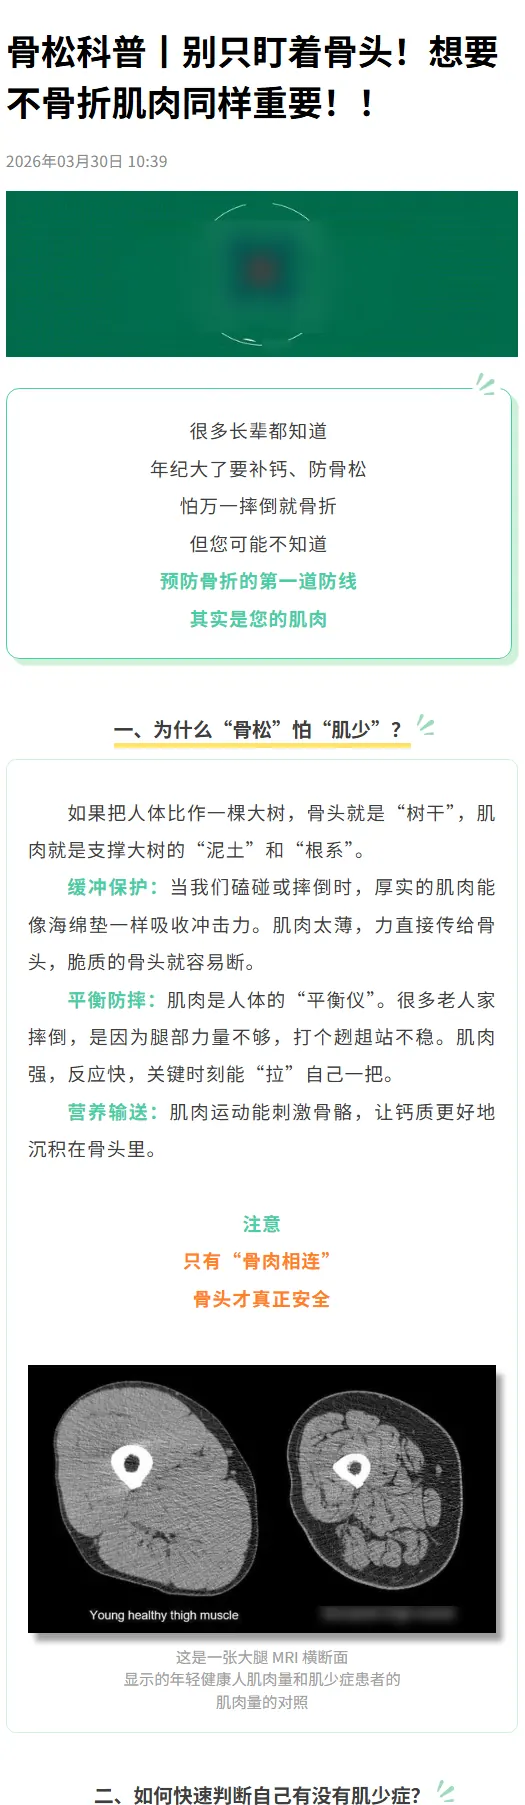 骨松科普丨别只盯着骨头！想要
不骨折肌肉同样重要！！
2026年03月30日 10:39
很多长辈都知道
年纪大了要补钙、防骨松
怕万一摔倒就骨折
但您可能不知道
预防骨折的第一道防线
其实是您的肌肉
一、为什么“骨松”怕“肌少”？
如果把人体比作一棵大树，骨头就是“树干”，肌
肉就是支撑大树的“泥土”和“根系”。
缓冲保护：当我们磕碰或摔倒时，厚实的肌肉能
像海绵垫一样吸收冲击力。肌肉太薄，力直接传给骨
头，脆质的骨头就容易断。
平衡防摔：肌肉是人体的“平衡仪”。很多老人家
摔倒，是因为腿部力量不够，打个趔趄站不稳。肌肉
强，反应快，关键时刻能“拉”自己一把。
营养输送：肌肉运动能刺激骨骼，让钙质更好地
沉积在骨头里。
注意
只有“骨肉相连”
骨头才真正安全
Young healthy thigh muscle
这是一张大腿 MRI 横断面
显示的年轻健康人肌肉量和肌少症患者的
肌肉量的对照
二、如何快速判断自己有没有肌少症？